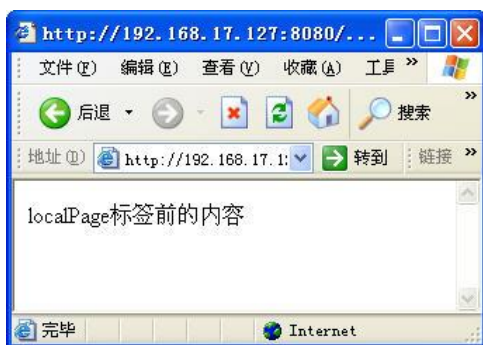 http://192.168.17.127:8080/...
文件(F) 编辑(E) 查看(V) 收藏(A) 工具 »
后退 搜索 »
地址(D) http://192.168.17.1: 转到 链接 »
localPage标签前的内容
完毕 Internet